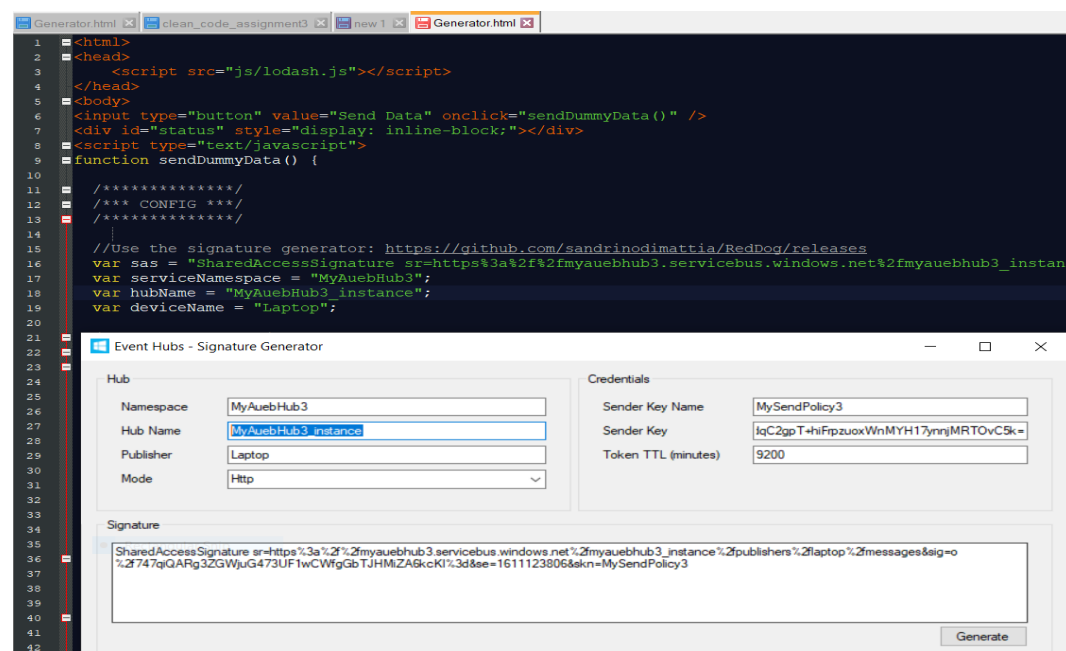 Generator.html clean_code_assignment3 new 1 Generator.html
1 <html>
2 <head>
3 <script src="js/lodash.js"></script>
4 </head>
5 <body>
6 <input type="button" value="Send Data" onclick="sendDummyData()" />
7 <div id="status" style="display: inline-block;"></div>
8 <script type="text/javascript">
9 function sendDummyData() {
10
11 /**************/
12 /*** CONFIG ***/
13 /**************/
14
15 //Use the signature generator: https://github.com/sandrinodimattia/RedDog/releases
16 var sas = "SharedAccessSignature sr=https%3a%2f%2fmyauebhub3.servicebus.windows.net%2fmyauebhub3_instan
17 var serviceNamespace = "MyAuebHub3";
18 var hubName = "MyAuebHub3_instance";
19 var deviceName = "Laptop";
20
21
22
23
24
25
26
27
28
29
30
31
32
33
34
35
36
37
38
39
40
41
42
Event Hubs - Signature Generator
Hub
Namespace MyAuebHub3
Hub Name MyAuebHub3_instance
Publisher Laptop
Mode Http
Credentials
Sender Key Name MySendPolicy3
Sender Key
Token TTL (minutes) 9200
Signature
SharedAccessSignature sr=https%3a%2f%2fmyauebhub3.servicebus.windows.net%2fmyauebhub3_instance%2fpublishers%2flaptop%2fmessages&sig=o
%2f747qiQARg3ZGWjuG473UF1wCWfgGbTJHMiZA6kcKI%3d&se=1611123806&skn=MySendPolicy3
Generate